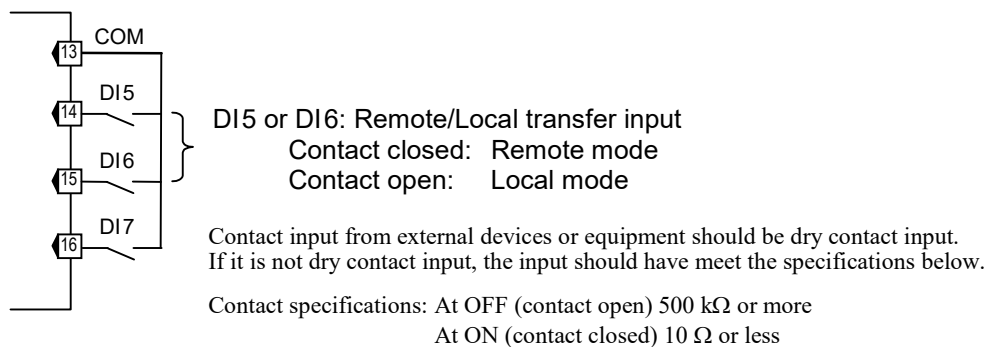 13 COM
14 DI5
15 DI6
16 DI7
DI5 or DI6: Remote/Local transfer input
Contact closed: Remote mode
Contact open: Local mode
Contact input from external devices or equipment should be dry contact input.
If it is not dry contact input, the input should have meet the specifications below.
Contact specifications: At OFF (contact open) 500 kΩ or more
At ON (contact closed) 10 Ω or less